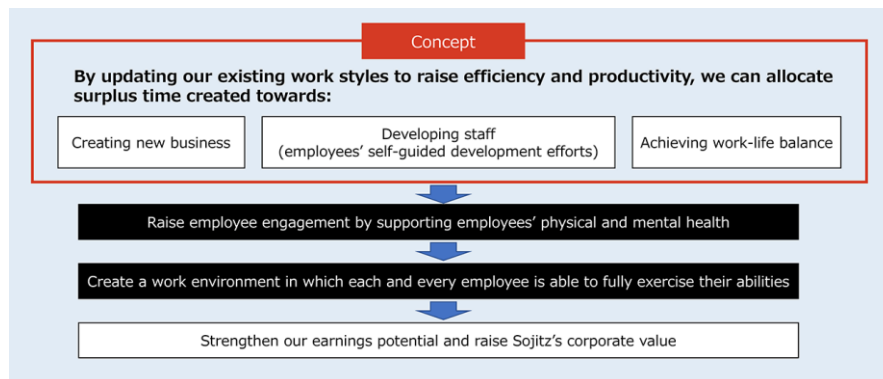 Concept
By updating our existing work styles to raise efficiency and productivity, we can allocate
surplus time created towards:
Creating new business
Developing staff
(employees’ self-guided development efforts)
Achieving work-life balance
Raise employee engagement by supporting employees’ physical and mental health
Create a work environment in which each and every employee is able to fully exercise their abilities
Strengthen our earnings potential and raise Sojitz’s corporate value